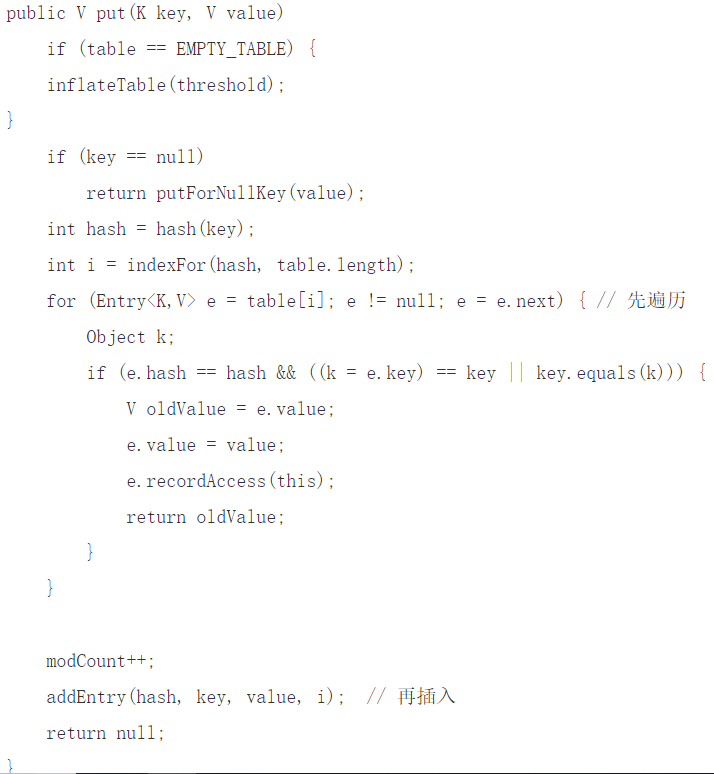 public V put(K key, V value)
    if (table == EMPTY_TABLE) {
    inflateTable(threshold);
}
    if (key == null)
        return putForNullKey(value);
    int hash = hash(key);
    int i = indexFor(hash, table.length);
    for (Entry<K,V> e = table[i]; e != null; e = e.next) { // 先遍历
        Object k;
        if (e.hash == hash && ((k = e.key) == key || key.equals(k))) {
            V oldValue = e.value;
            e.value = value;
            e.recordAccess(this);
            return oldValue;
        }
    }

    modCount++;
    addEntry(hash, key, value, i);  // 再插入
    return null;
}